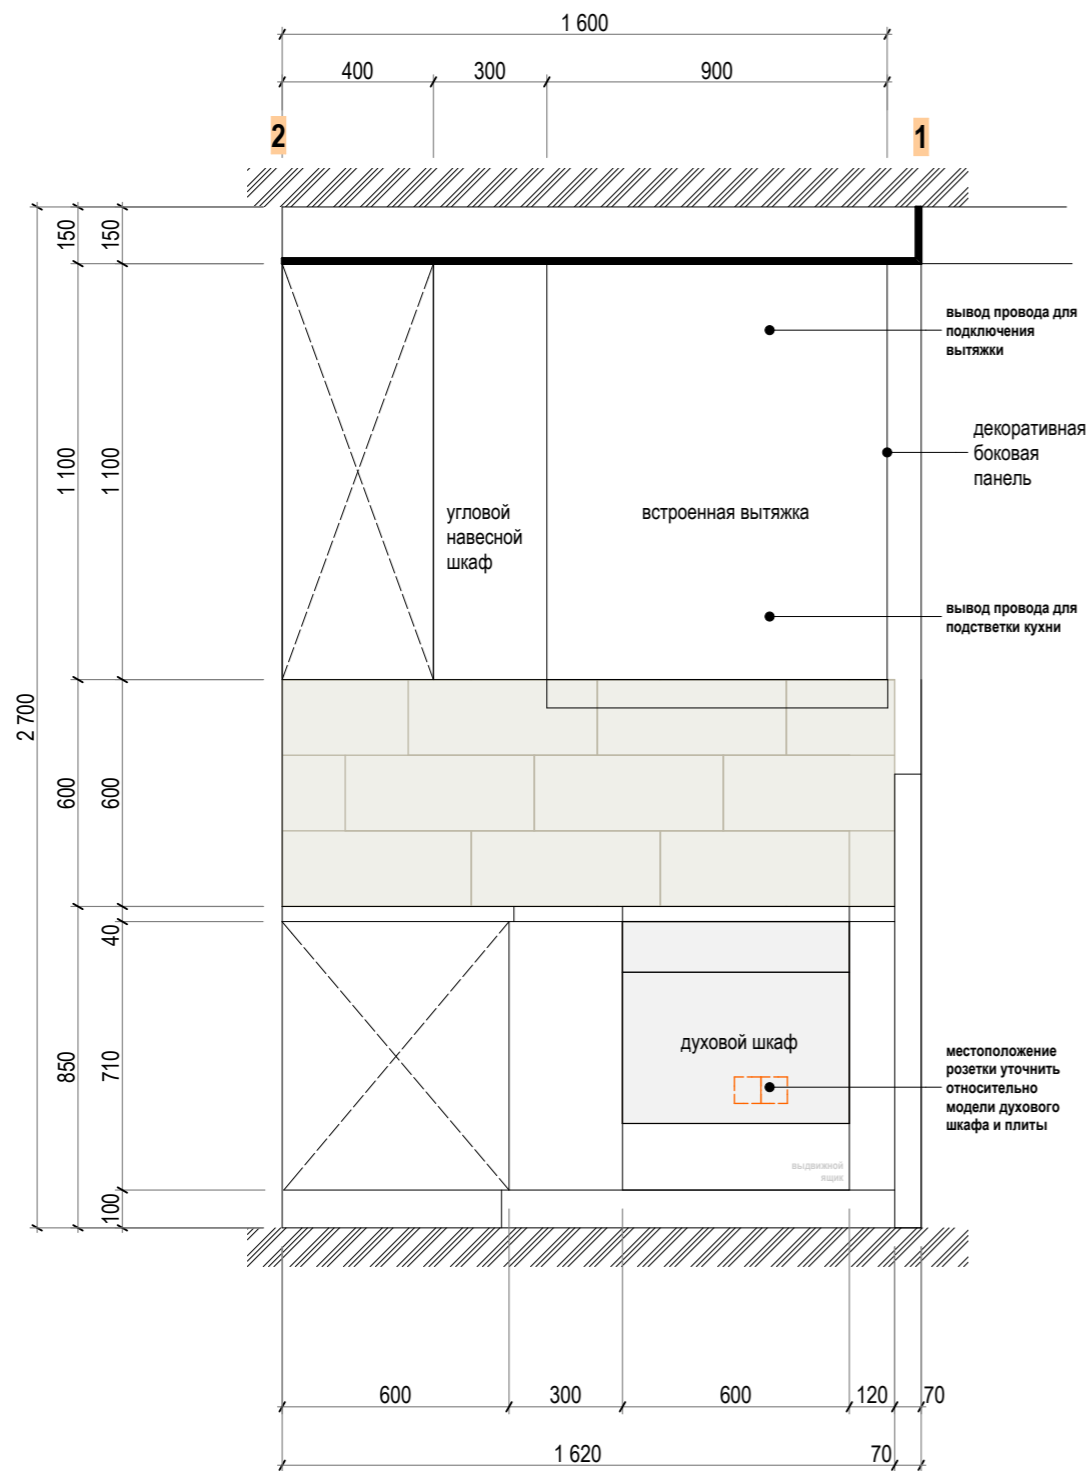 1 600
400
300
900
2
1
150
150
вывод провода для
подключения
вытяжки
декоративная
боковая
панель
1 100
1 100
угловой
навесной
шкаф
встроенная вытяжка
вывод провода для
подстветки кухни
2 700
600
600
40
850
710
духовой шкаф
местоположение
розетки уточнить
относительно
модели духового
шкафа и плиты
выдвижной
ящик
100
600
300
600
120
70
1 620
70